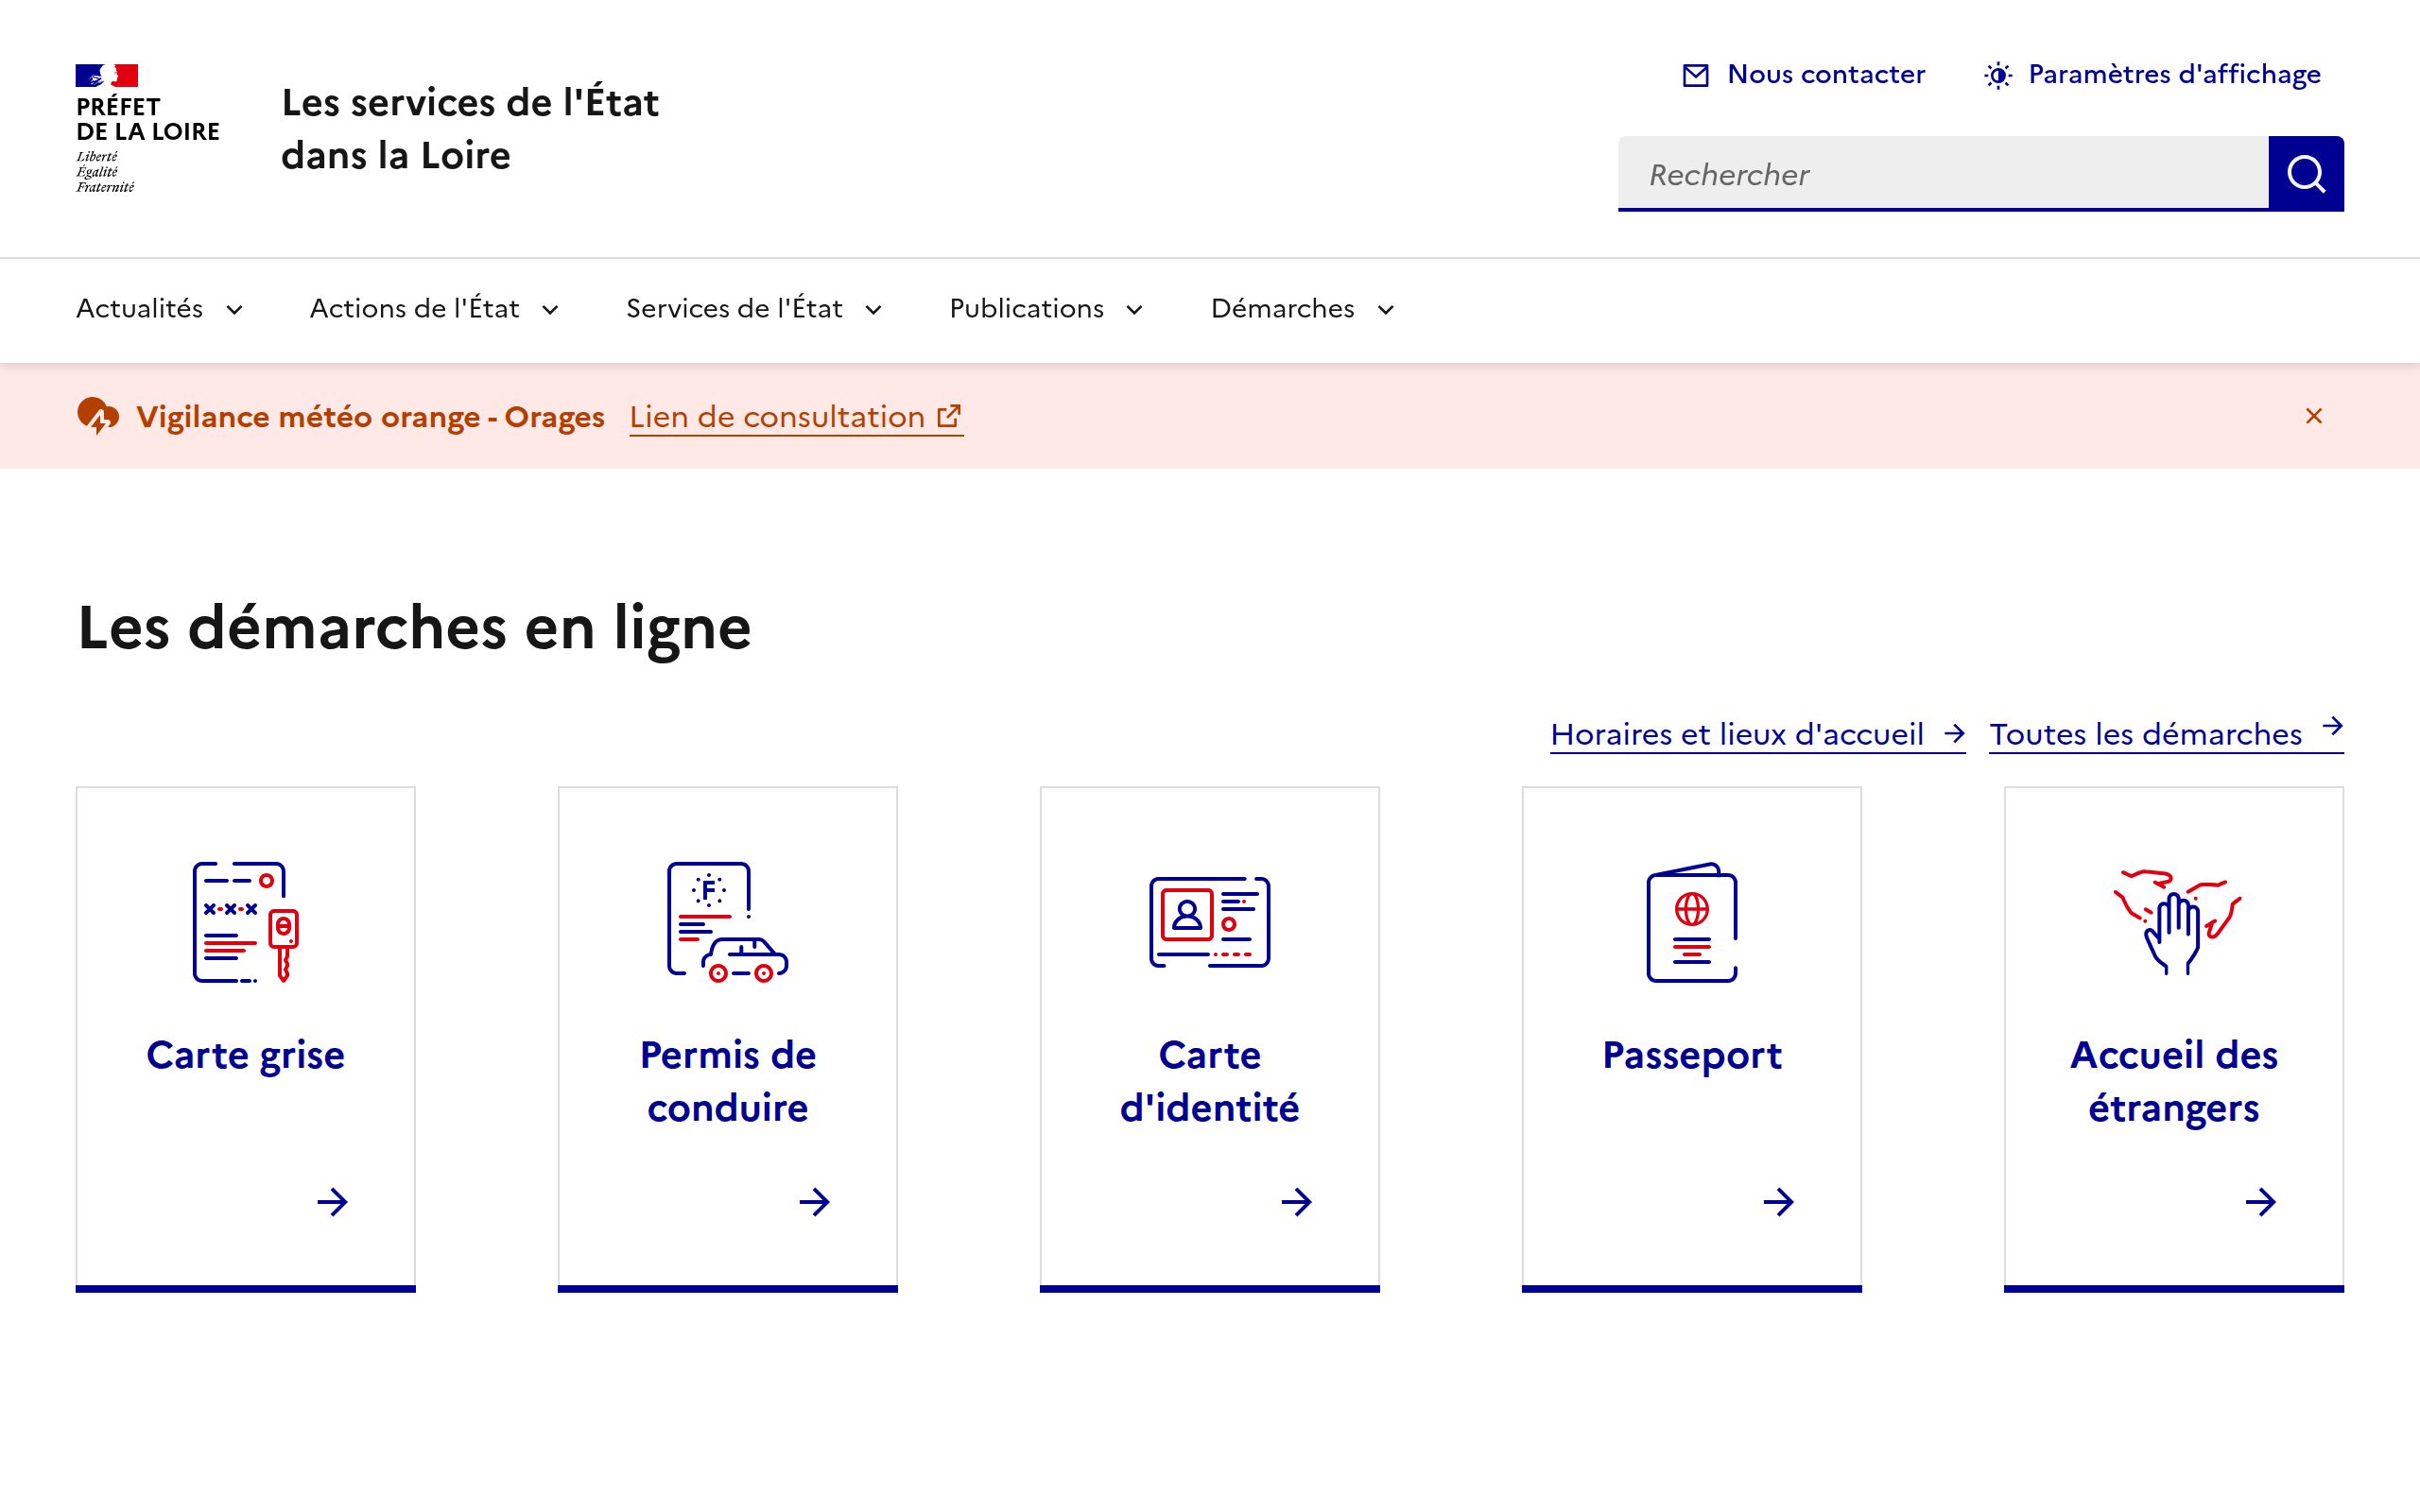 PRÉFET
DE LA LOIRE
Liberté
Égalité
Fraternité
Les services de l'État
dans la Loire
Nous contacter
Paramètres d'affichage
Rechercher
Actualités
Actions de l'État
Services de l'État
Publications
Démarches
Vigilance météo orange - Orages Lien de consultation
Les démarches en ligne
Horaires et lieux d'accueil
Toutes les démarches
F
Carte grise
Permis de
conduire
Carte
d'identité
Passeport
Accueil des
étrangers